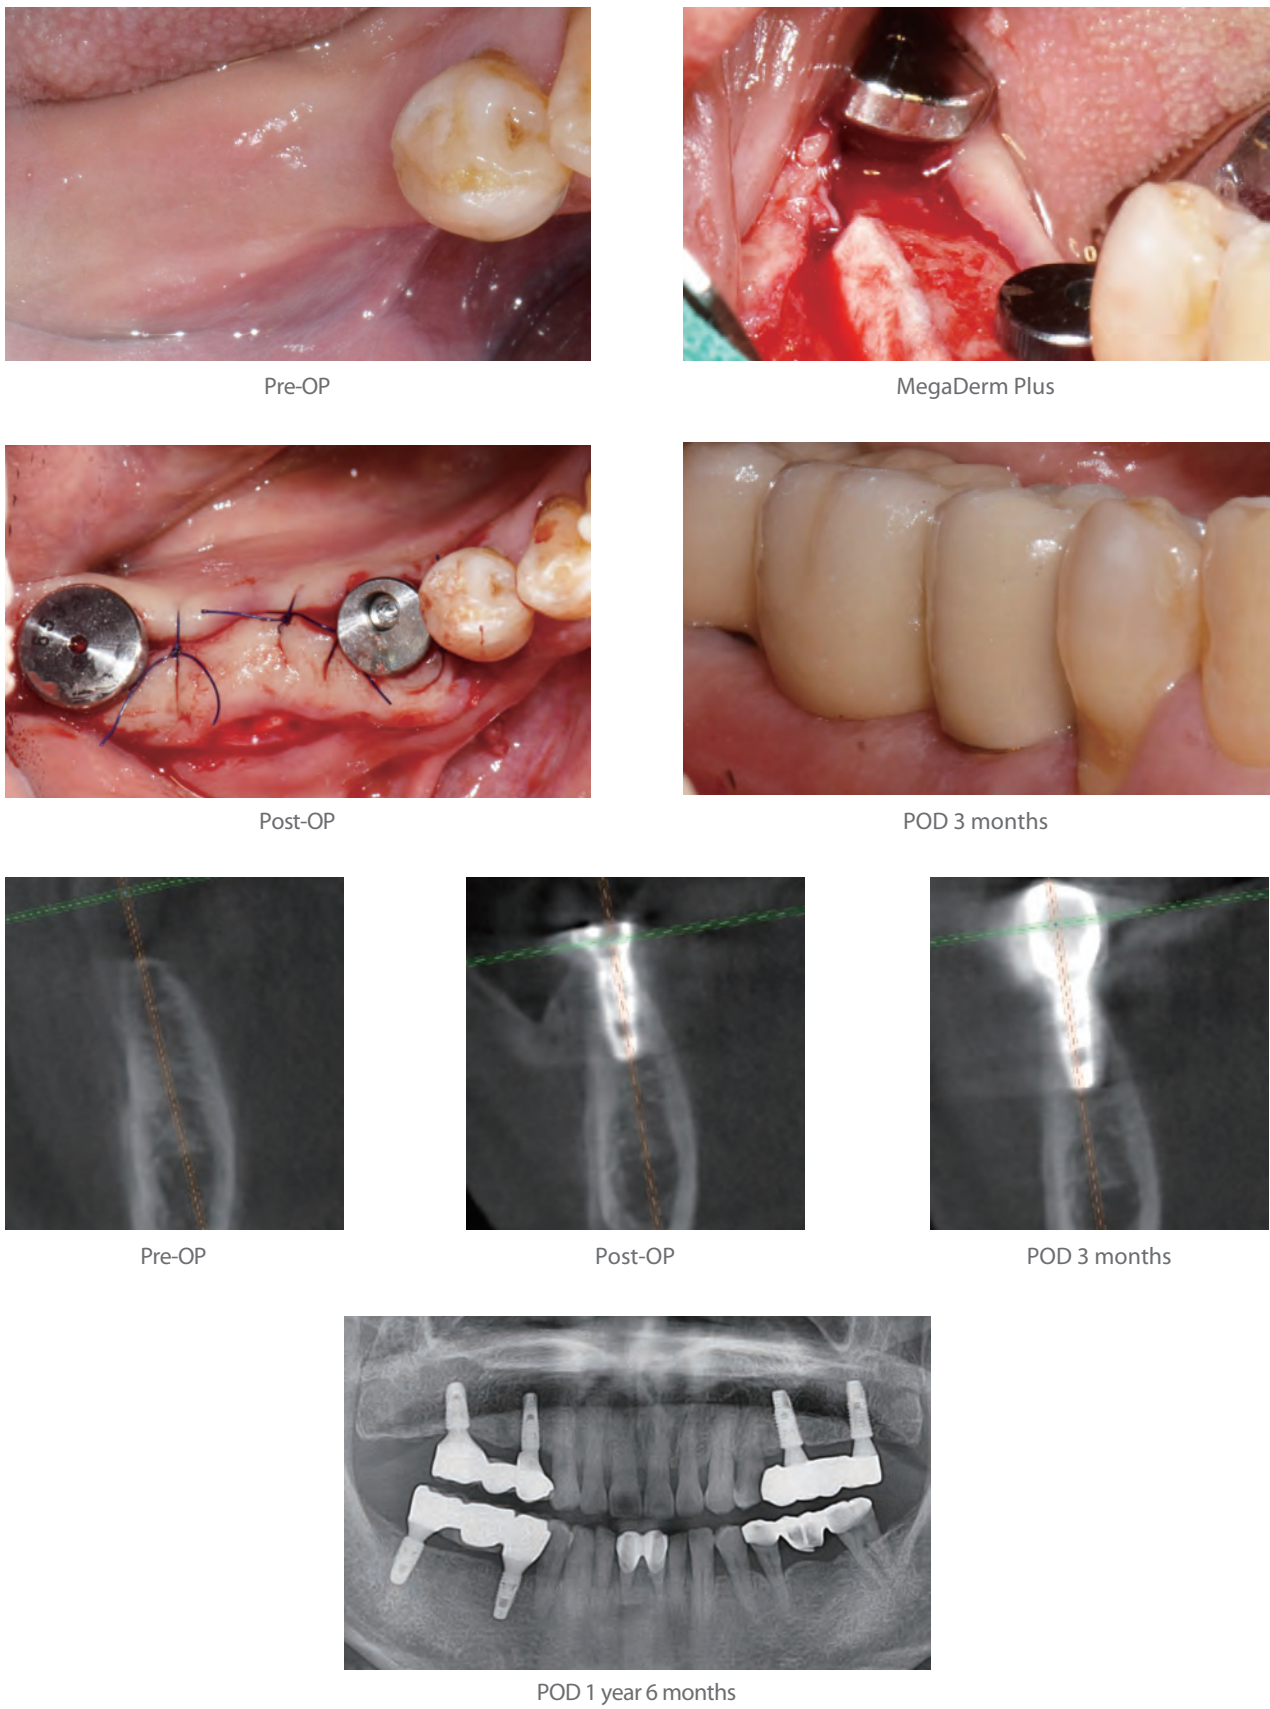 Pre-OP
MegaDerm Plus
Post-OP
POD 3 months
Pre-OP
Post-OP
POD 3 months
POD 1 year 6 months